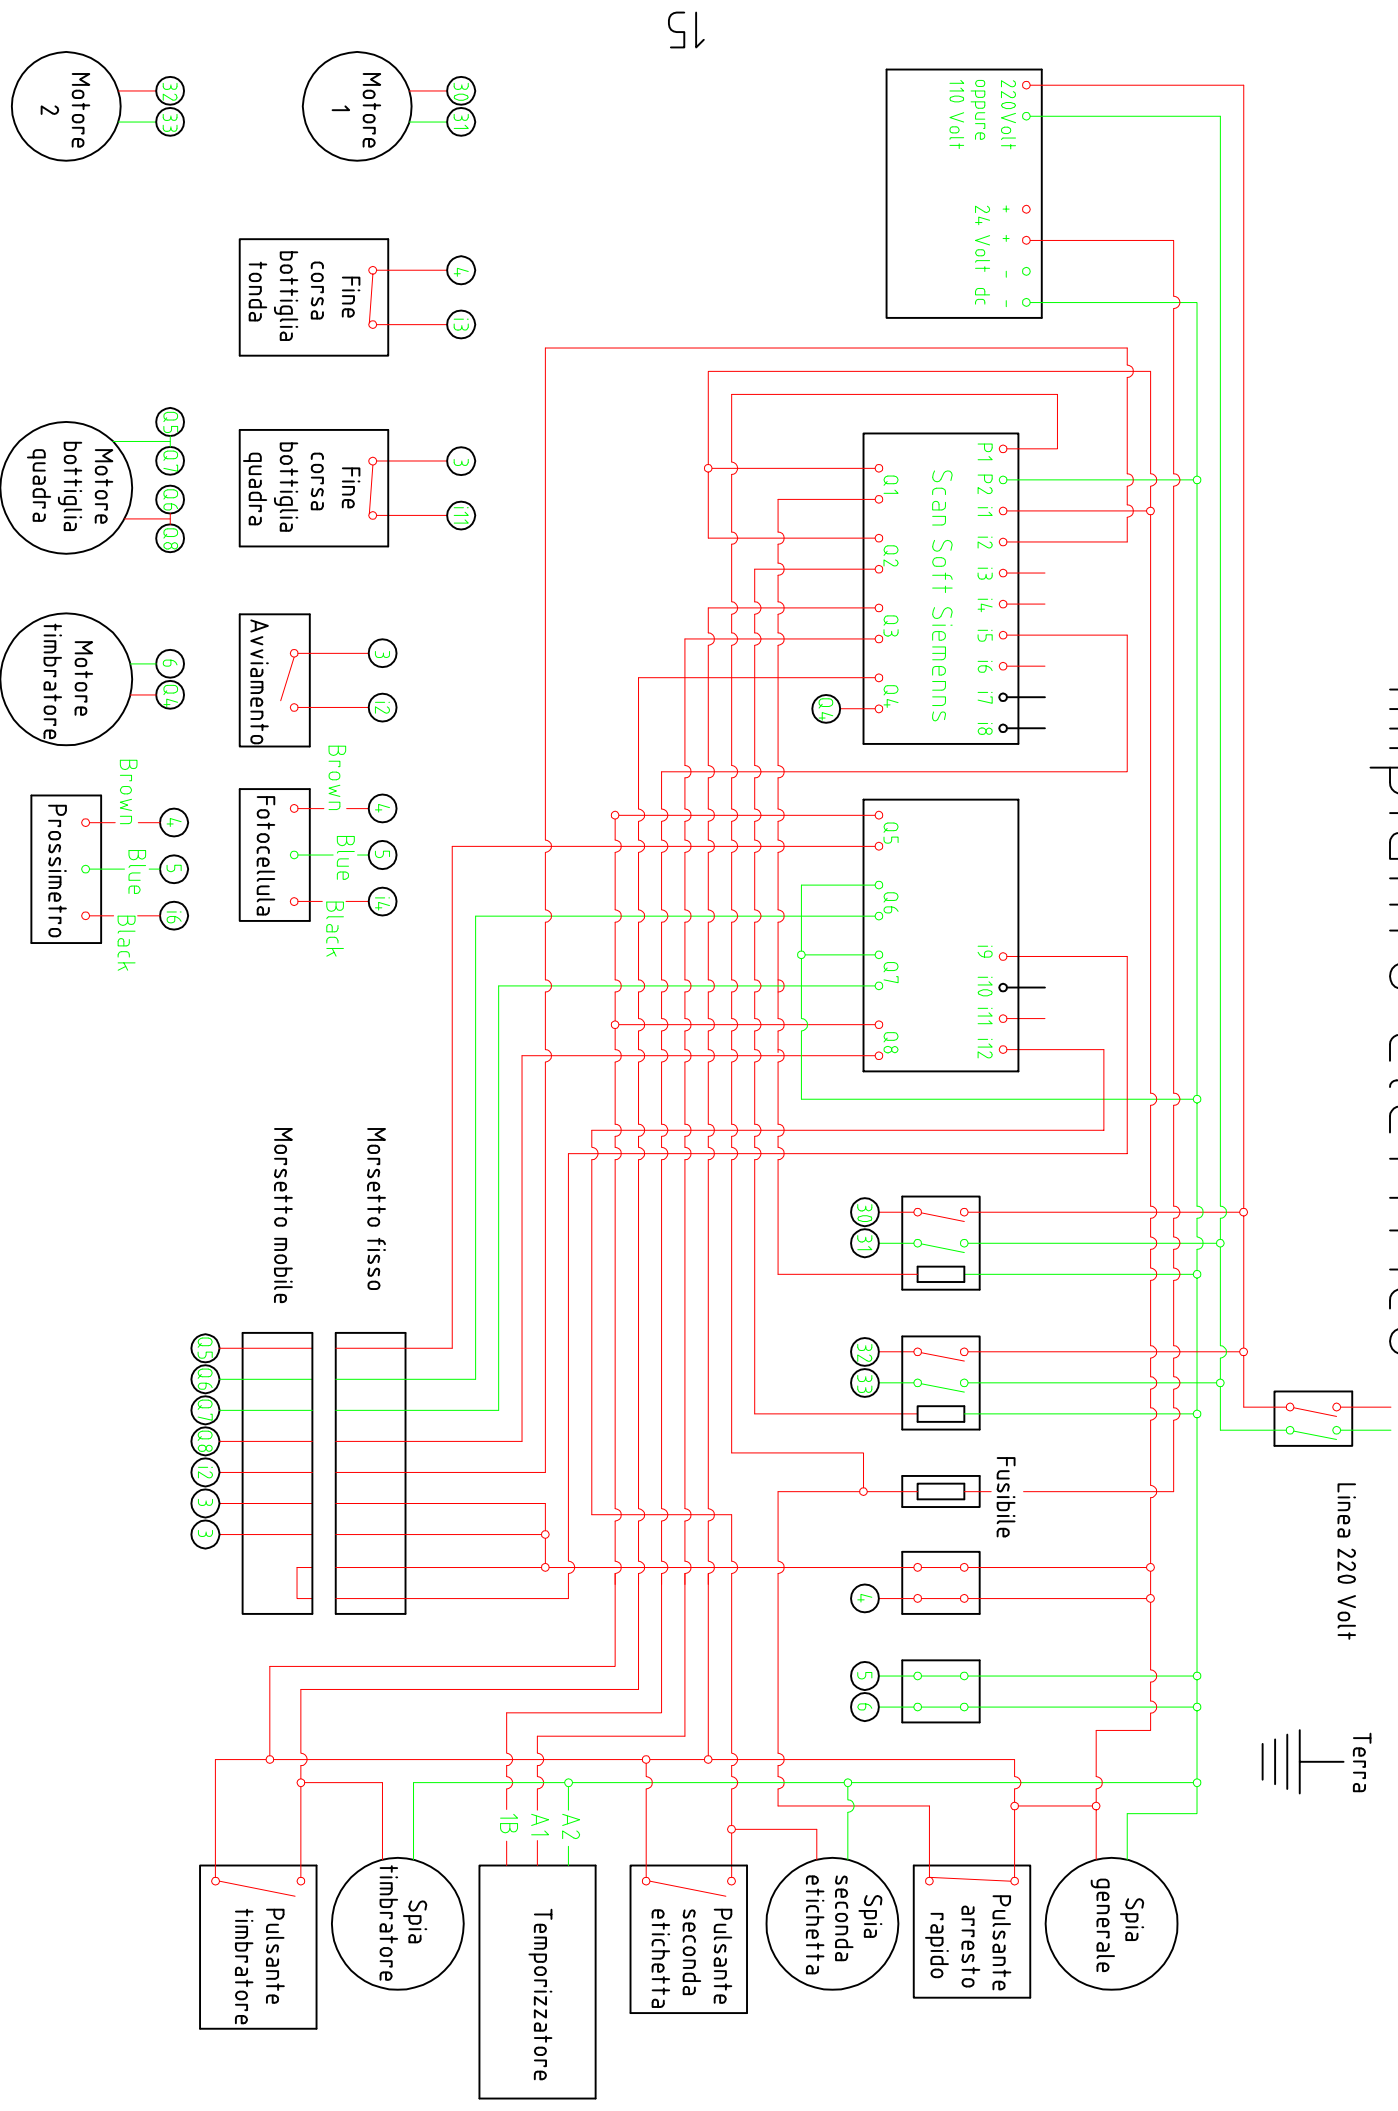 Impianto elettrico
Linea 220 Volt
Terra
220Volt
oppure
110 Volt
+ + - -
24 Volt dc
P1 P2 i1 i2 i3 i4 i5 i6 i7 i8
Scan Soft Siemenns
Q1 Q2 Q3 Q4
Q4
i9 i10 i11 i12
Q5 Q6 Q7 Q8
30 31
32 33
Fusibile
4
5 6
Spia
generale
Pulsante
arresto
rapido
Spia
seconda
etichetta
Pulsante
seconda
etichetta
A2
A1
1B
Temporizzatore
Spia
timbratore
Pulsante
timbratore
30 31
Motore
1
4 i3
Fine
corsa
bottiglia
tonda
3 i11
Fine
corsa
bottiglia
quadra
3 i2
Avviamento
4 5 i4
Brown Blue Black
Fotocellula
Morsetto fisso
Morsetto mobile
Q5 Q6 Q7 Q8 i2 3 3
32 33
Motore
2
Q5 Q7 Q6 Q8
Motore
bottiglia
quadra
6 Q4
Motore
timbratore
4 5 i6
Brown Blue Black
Prossimetro
15